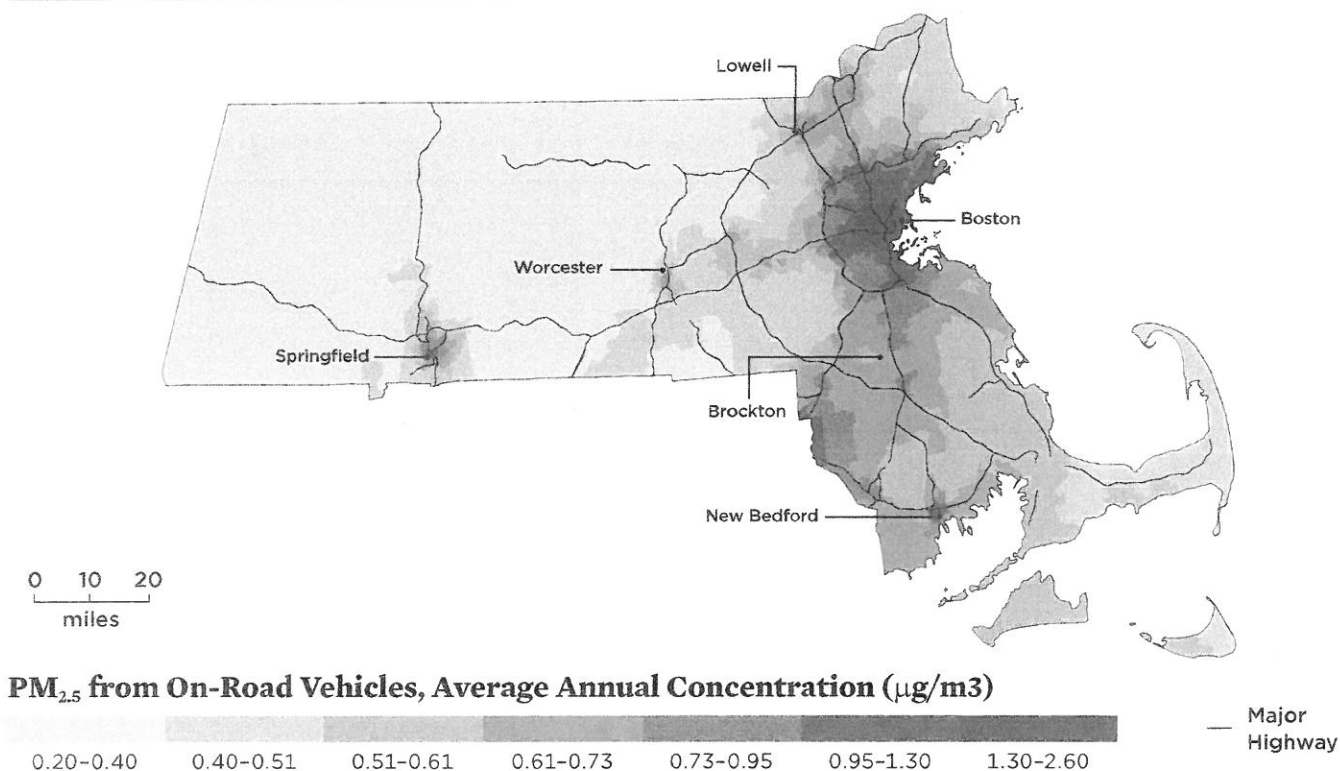 Lowell
Boston
Worcester
Springfield
Brockton
New Bedford
0 10 20
miles
PM2.5 from On-Road Vehicles, Average Annual Concentration (μg/m3)
0.20–0.40 0.40–0.51 0.51–0.61 0.61–0.73 0.73–0.95 0.95–1.30 1.30–2.60
Major
Highway